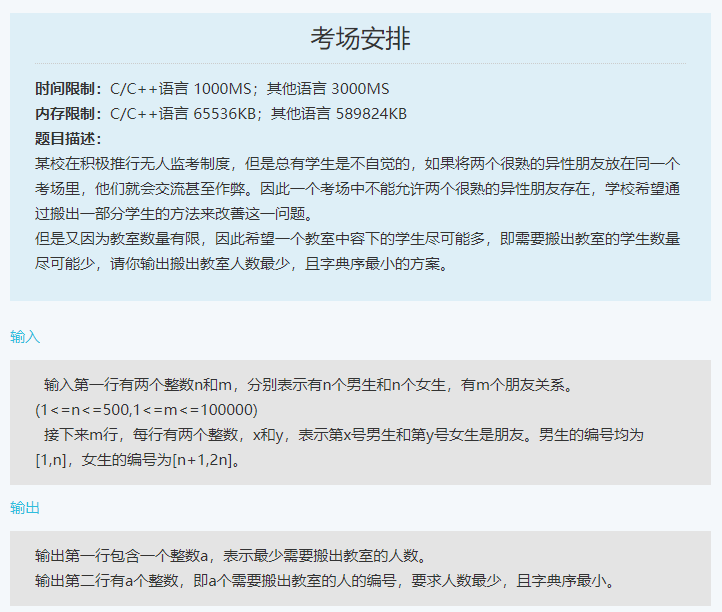 考场安排
时间限制：C/C++语言 1000MS；其他语言 3000MS
内存限制：C/C++语言 65536KB；其他语言 589824KB
题目描述：
某校在积极推行无人监考制度，但是总有学生是不自觉的，如果将两个很熟的异性朋友放在同一个
考场里，他们就会交流甚至作弊。因此一个考场中不能允许两个很熟的异性朋友存在，学校希望通
过搬出一部分学生的方法来改善这一问题。
但是又因为教室数量有限，因此希望一个教室中容下的学生尽可能多，即需要搬出教室的学生数量
尽可能少，请你输出搬出教室人数最少，且字典序最小的方案。
输入
输入第一行有两个整数n和m，分别表示有n个男生和n个女生，有m个朋友关系。
(1<=n<=500,1<=m<=100000)
接下来m行，每行有两个整数，x和y，表示第x号男生和第y号女生是朋友。男生的编号均为
[1,n]，女生的编号为[n+1,2n]。
输出
输出第一行包含一个整数a，表示最少需要搬出教室的人数。
输出第二行有a个整数，即a个需要搬出教室的人的编号，要求人数最少，且字典序最小。